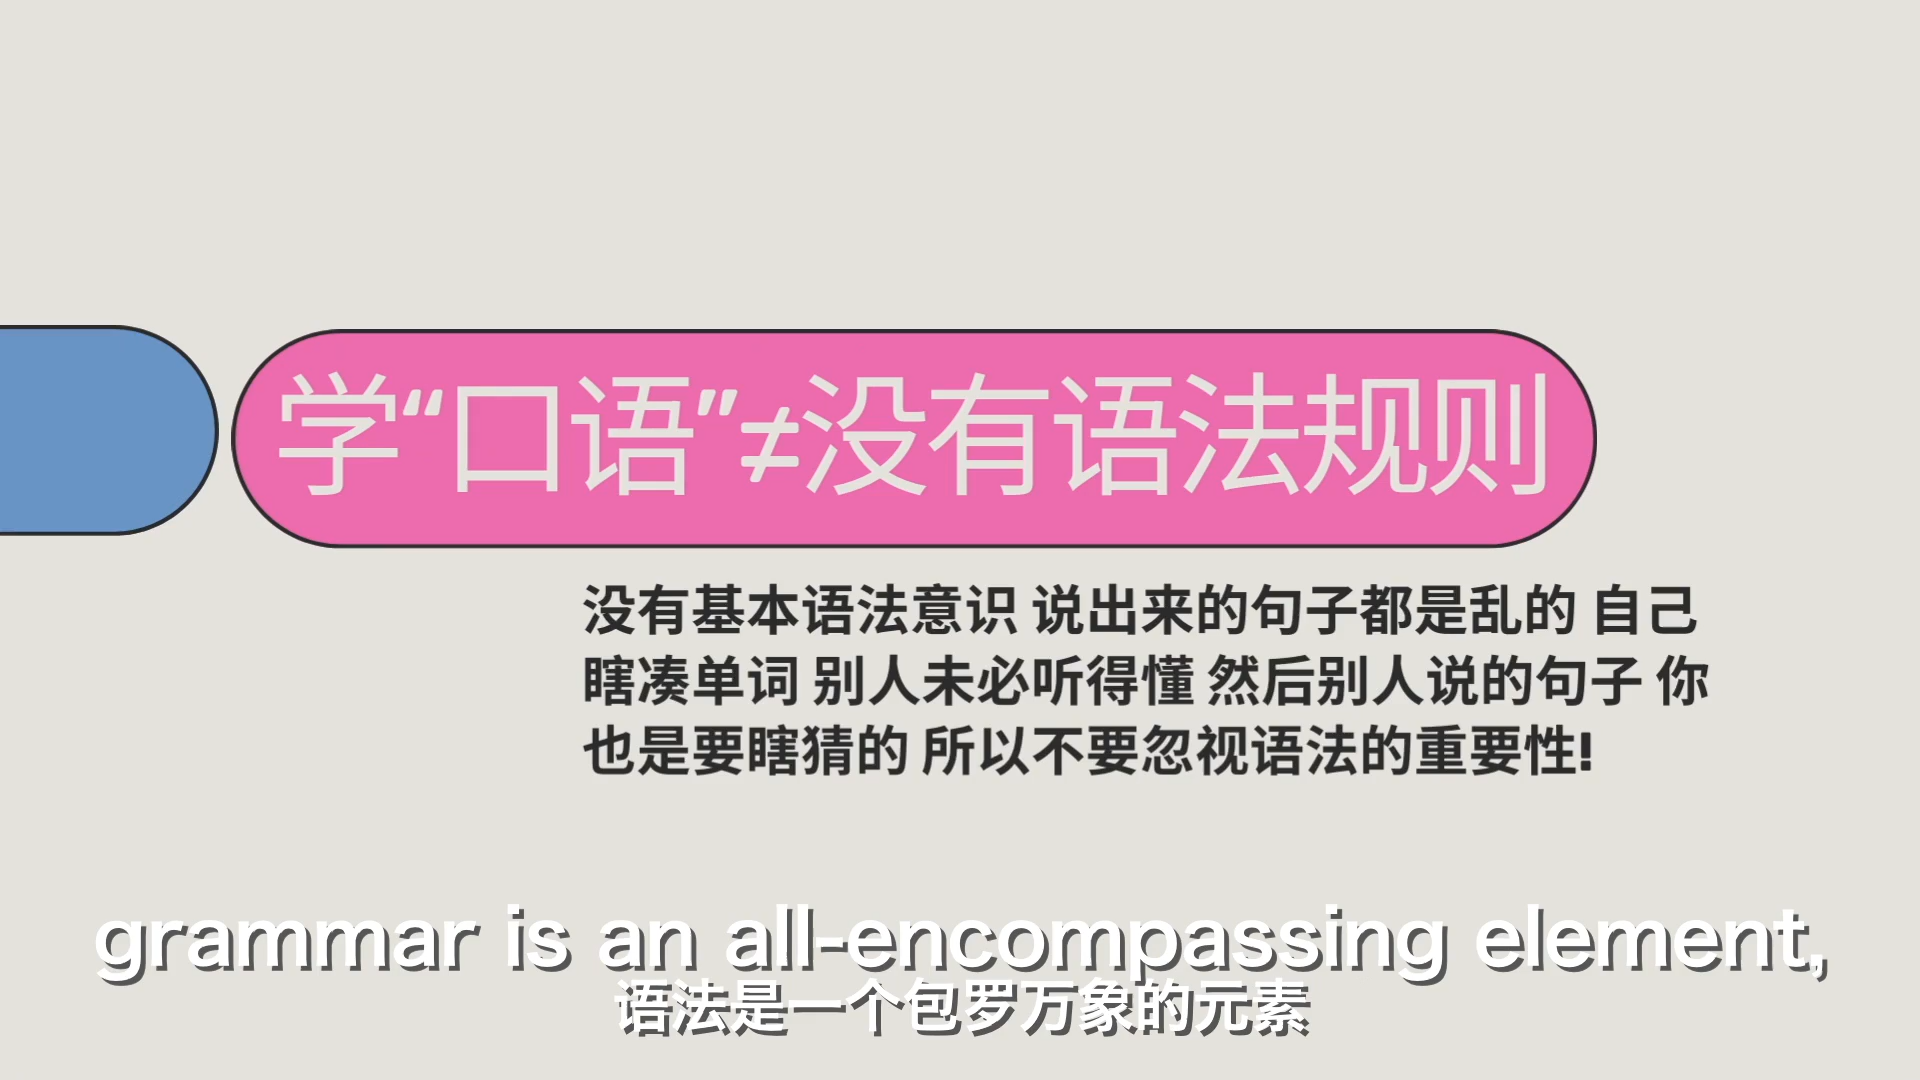 学“口语”≠没有语法规则
没有基本语法意识 说出来的句子都是乱的 自己
瞎凑单词 别人未必听得懂 然后别人说的句子 你
也是要瞎猜的 所以不要忽视语法的重要性!
grammar is an all-encompassing element,
语法是一个包罗万象的元素